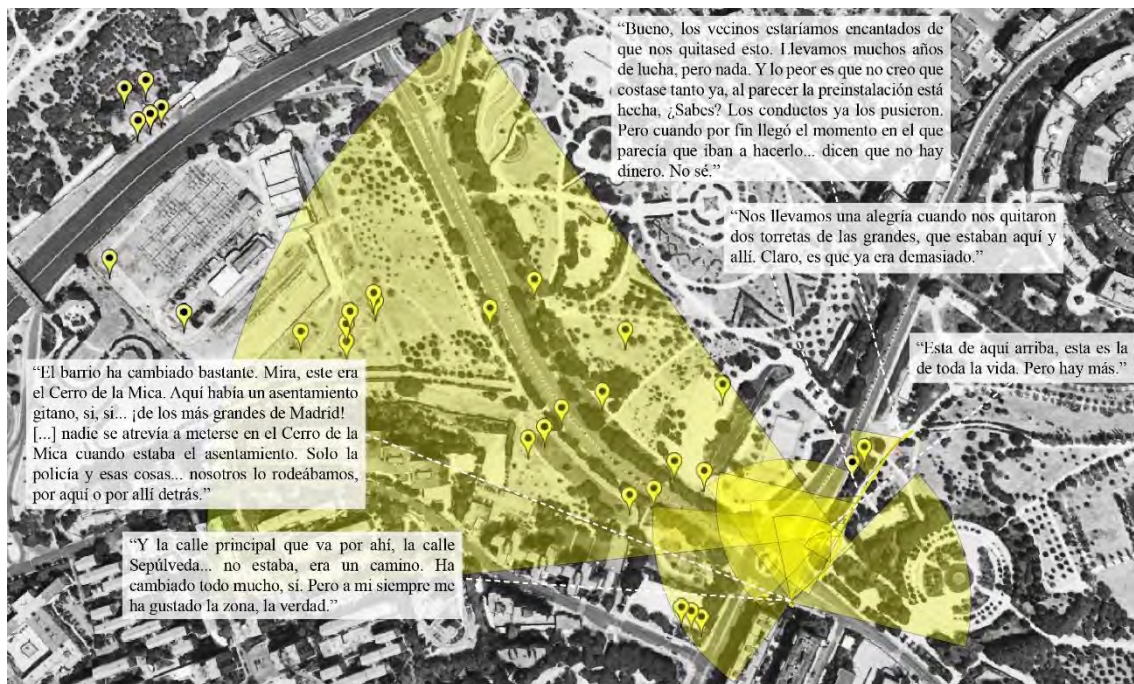 “Bueno, los vecinos estaríamos encantados de
que nos quitased esto. Llevamos muchos años
de lucha, pero nada. Y lo peor es que no creo que
costase tanto ya, al parecer la preinstalación está
hecha, ¿Sabes? Los conductos ya los pusieron.
Pero cuando por fin llegó el momento en el que
parecía que iban a hacerlo... dicen que no hay
dinero. No sé.”
“Nos llevamos una alegría cuando nos quitaron
dos torretas de las grandes, que estaban aquí y
allí. Claro, es que ya era demasiado.”
“Esta de aquí arriba, esta es la
de toda la vida. Pero hay más.”
“El barrio ha cambiado bastante. Mira, este era
el Cerro de la Mica. Aquí había un asentamiento
gitano, si, sí... ¡de los más grandes de Madrid!
[...] nadie se atrevía a meterse en el Cerro de la
Mica cuando estaba el asentamiento. Solo la
policía y esas cosas... nosotros lo rodeábamos,
por aquí o por allí detrás.”
“Y la calle principal que va por ahí, la calle
Sepúlveda... no estaba, era un camino. Ha
cambiado todo mucho, sí. Pero a mi siempre me
ha gustado la zona, la verdad.”